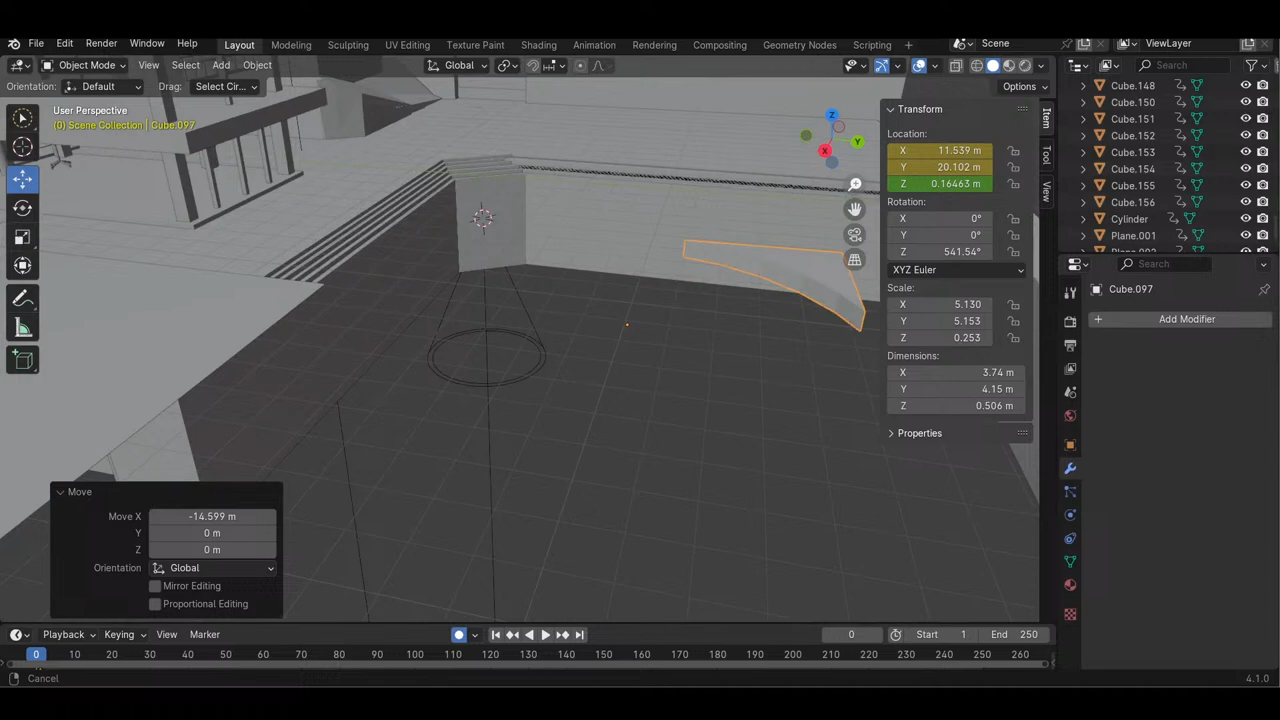 File Edit Render Window Help Layout Modeling Sculpting UV Editing Texture Paint Shading Animation Rendering Compositing Geometry Nodes Scripting + Scene ViewLayer
Object Mode View Select Add Object Global Search
Orientation: Default Drag: Select Cir... Options
User Perspective
(0) Scene Collection | Cube.097
Z
Y
X
Transform
Location:
X 11.539 m
Y 20.102 m
Z 0.16463 m
Rotation:
X 0°
Y 0°
Z 541.54°
XYZ Euler
Scale:
X 5.130
Y 5.153
Z 0.253
Dimensions:
X 3.74 m
Y 4.15 m
Z 0.506 m
Properties
Item
Tool
View
Cube.148
Cube.150
Cube.151
Cube.152
Cube.153
Cube.154
Cube.155
Cube.156
Cylinder
Plane.001
Search
Cube.097
+ Add Modifier
Move
Move X -14.599 m
Y 0 m
Z 0 m
Orientation Global
Mirror Editing
Proportional Editing
Playback Keying View Marker 0 Start 1 End 250
0 10 20 30 40 50 60 70 80 90 100 110 120 130 140 150 160 170 180 190 200 210 220 230 240 250 260
Cancel 4.1.0